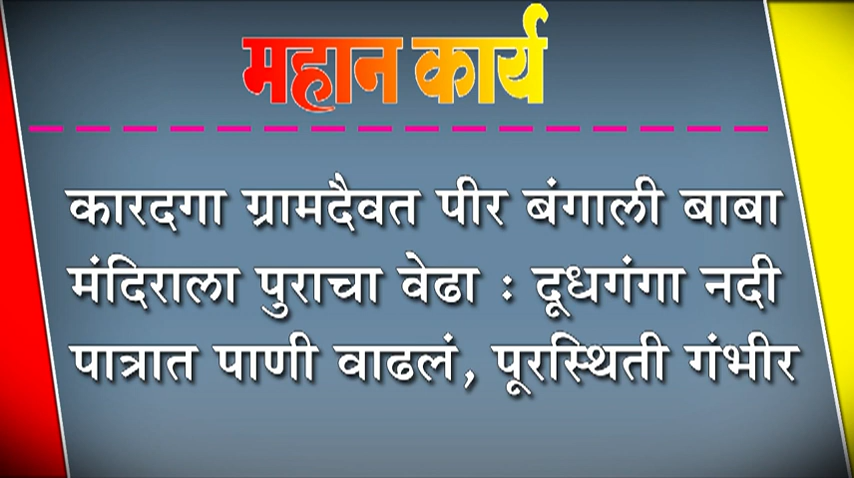 महान कार्य
कारदगा ग्रामदैवत पीर बंगाली बाबा
मंदिराला पुराचा वेढा : दूधगंगा नदी
पात्रात पाणी वाढलं, पूरस्थिती गंभीर